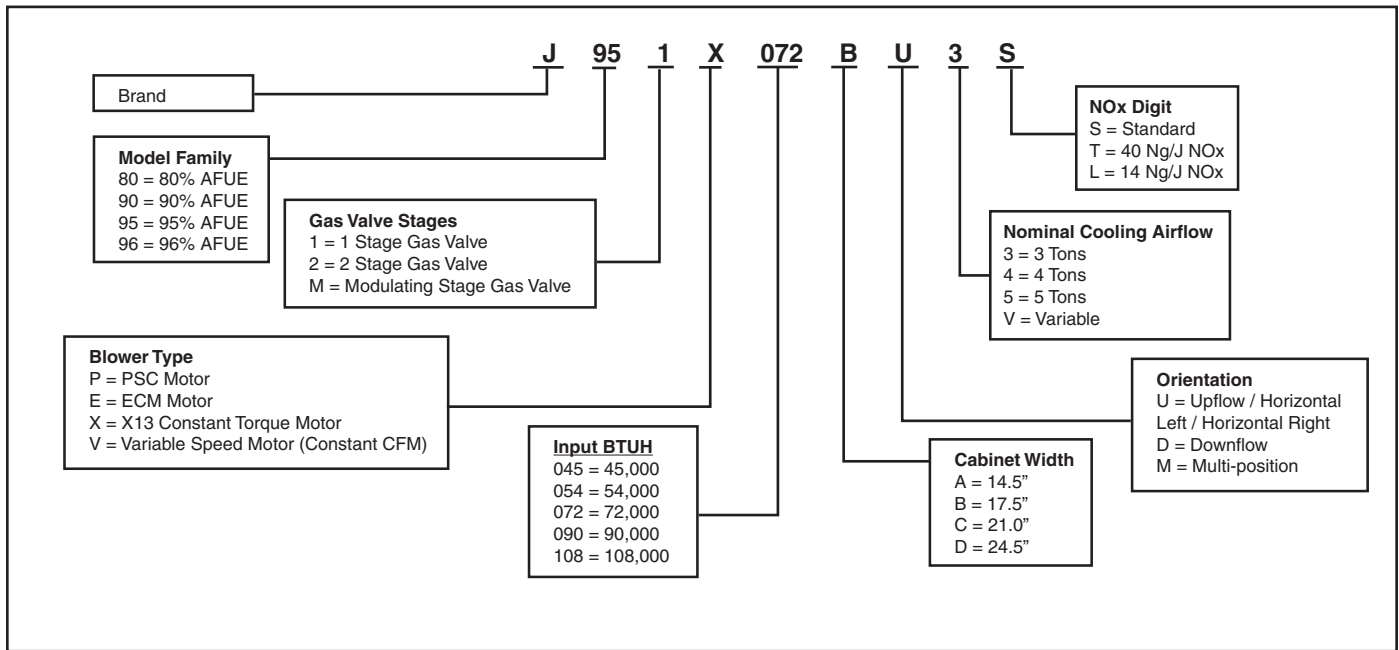 J 95 1 X 072 B U 3 S
Brand
Model Family
80 = 80% AFUE
90 = 90% AFUE
95 = 95% AFUE
96 = 96% AFUE
Gas Valve Stages
1 = 1 Stage Gas Valve
2 = 2 Stage Gas Valve
M = Modulating Stage Gas Valve
Blower Type
P = PSC Motor
E = ECM Motor
X = X13 Constant Torque Motor
V = Variable Speed Motor (Constant CFM)
Input BTUH
045 = 45,000
054 = 54,000
072 = 72,000
090 = 90,000
108 = 108,000
Cabinet Width
A = 14.5”
B = 17.5”
C = 21.0”
D = 24.5”
Orientation
U = Upflow / Horizontal
Left / Horizontal Right
D = Downflow
M = Multi-position
Nominal Cooling Airflow
3 = 3 Tons
4 = 4 Tons
5 = 5 Tons
V = Variable
NOx Digit
S = Standard
T = 40 Ng/J NOx
L = 14 Ng/J NOx